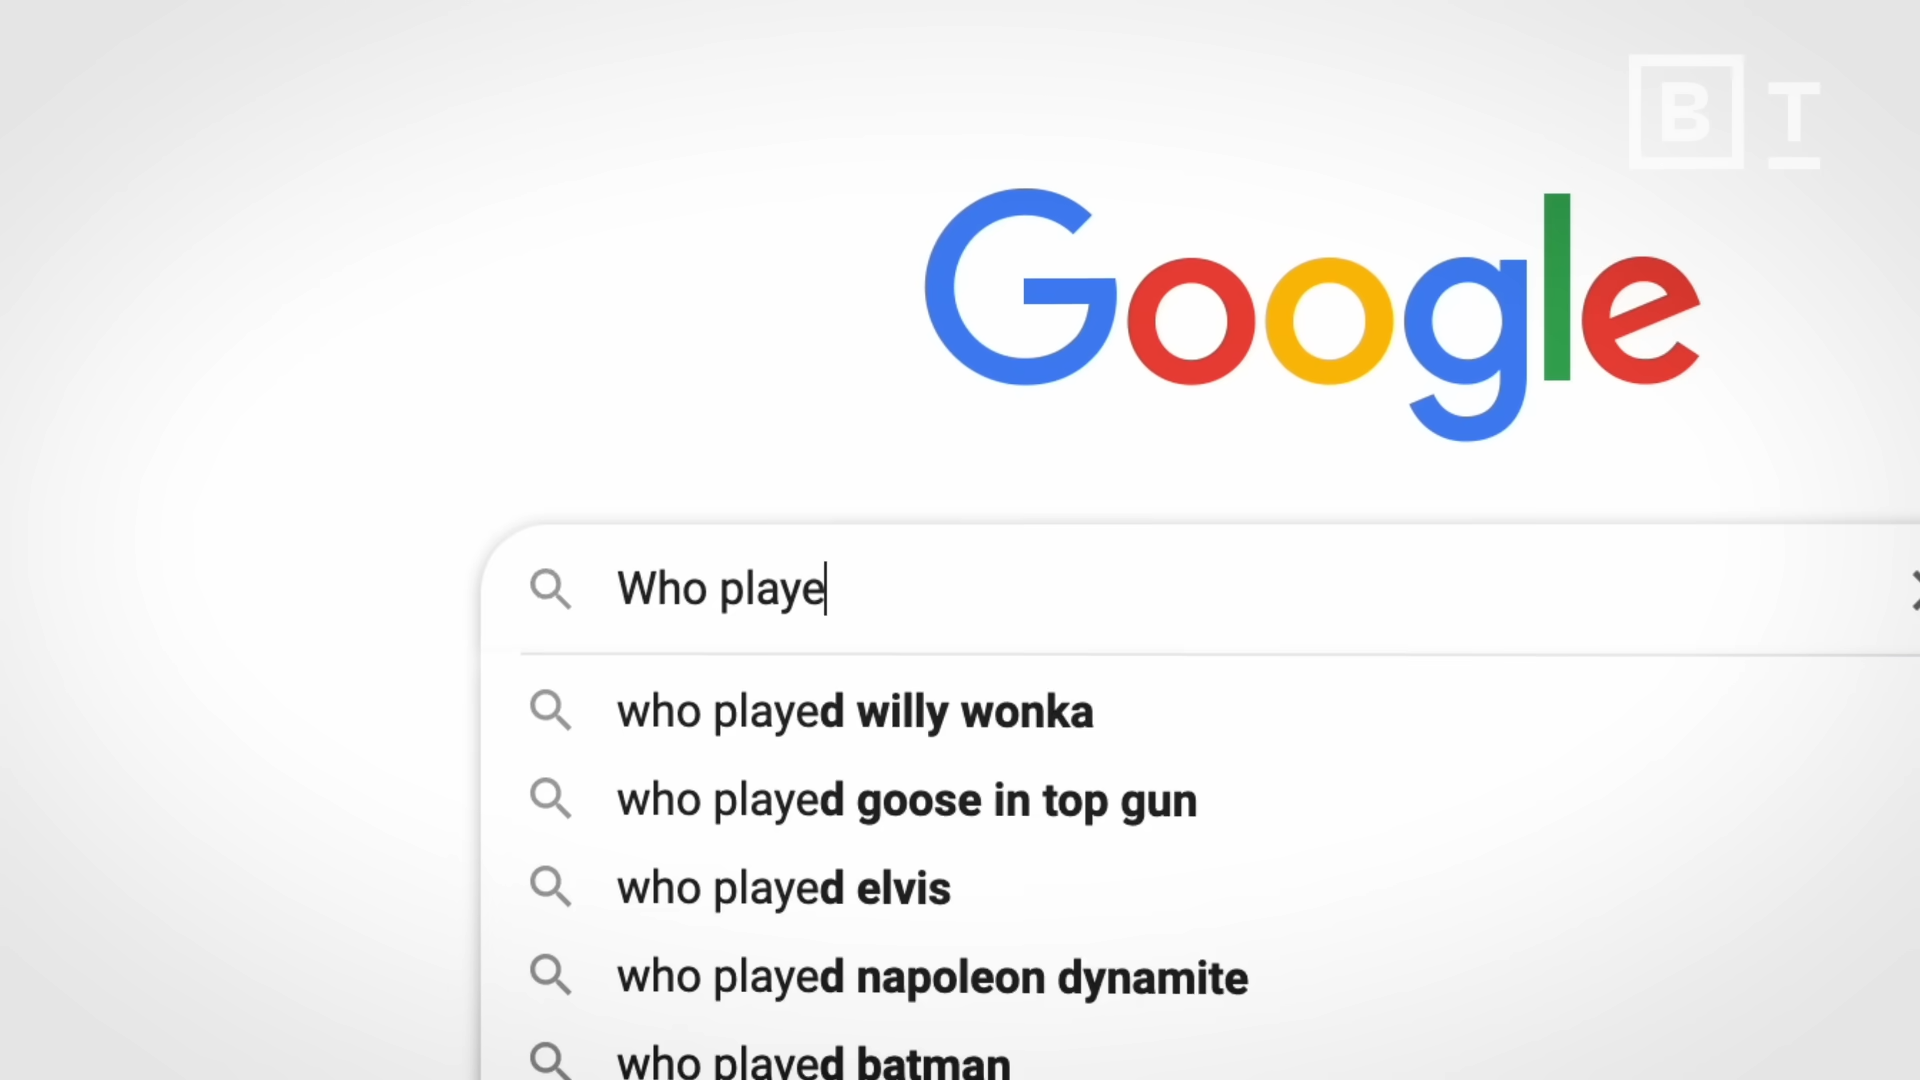 B T
Google
Who playe
who played willy wonka
who played goose in top gun
who played elvis
who played napoleon dynamite
who played batman